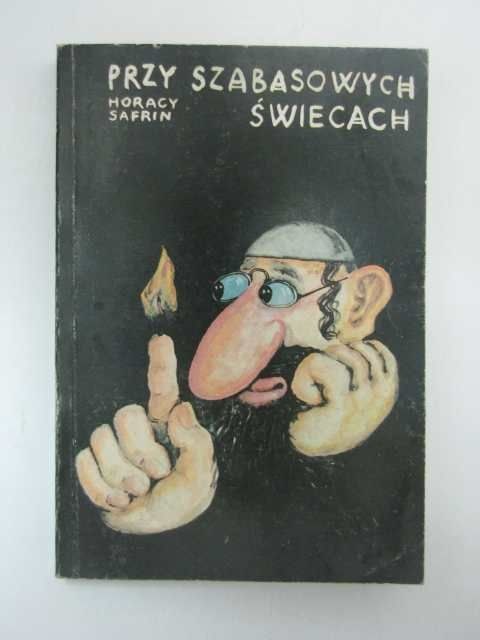 PRZY SZABASOWYCH
HORACY
SAFRIN
ŚWIECACH